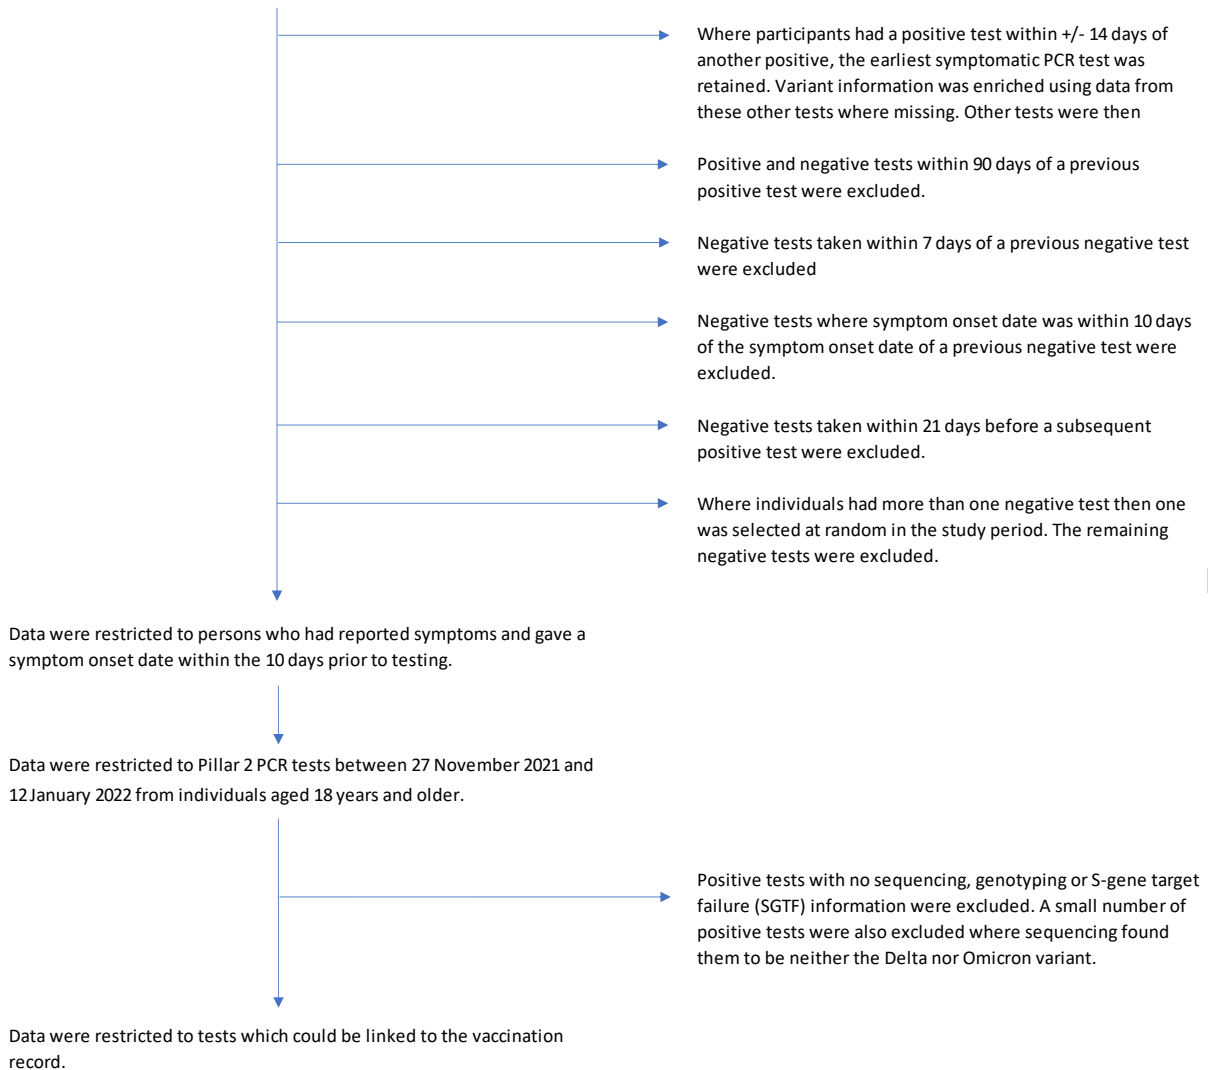 Where participants had a positive test within +/- 14 days of
another positive, the earliest symptomatic PCR test was
retained. Variant information was enriched using data from
these other tests where missing. Other tests were then
Positive and negative tests within 90 days of a previous
positive test were excluded.
Negative tests taken within 7 days of a previous negative test
were excluded
Negative tests where symptom onset date was within 10 days
of the symptom onset date of a previous negative test were
excluded.
Negative tests taken within 21 days before a subsequent
positive test were excluded.
Where individuals had more than one negative test then one
was selected at random in the study period. The remaining
negative tests were excluded.
Data were restricted to persons who had reported symptoms and gave a
symptom onset date within the 10 days prior to testing.
Data were restricted to Pillar 2 PCR tests between 27 November 2021 and
12 January 2022 from individuals aged 18 years and older.
Positive tests with no sequencing, genotyping or S-gene target
failure (SGTF) information were excluded. A small number of
positive tests were also excluded where sequencing found
them to be neither the Delta nor Omicron variant.
Data were restricted to tests which could be linked to the vaccination
record.